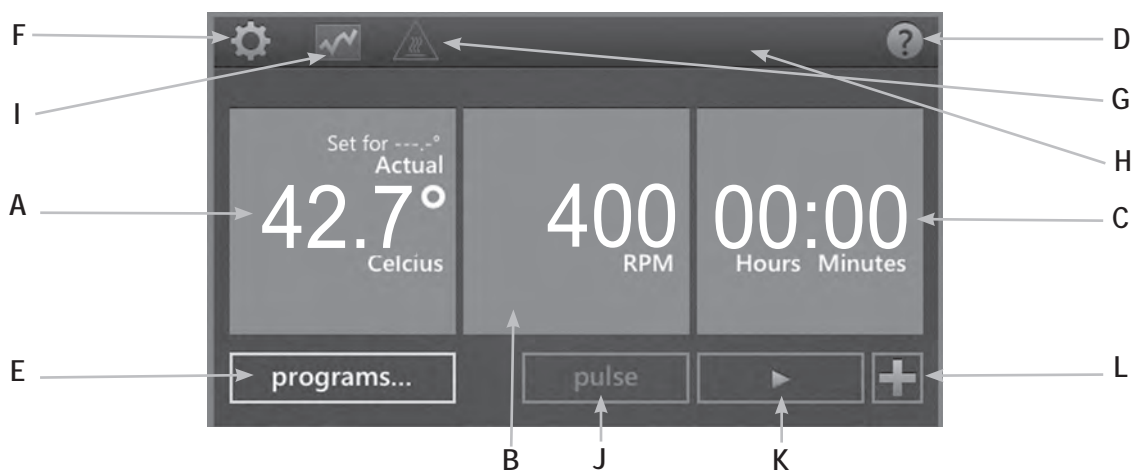 F
D
I
G
H
Set for ---.-°
Actual
A
42.7°
400
00:00
C
Celcius
RPM
Hours Minutes
E
programs...
pulse
L
B
J
K